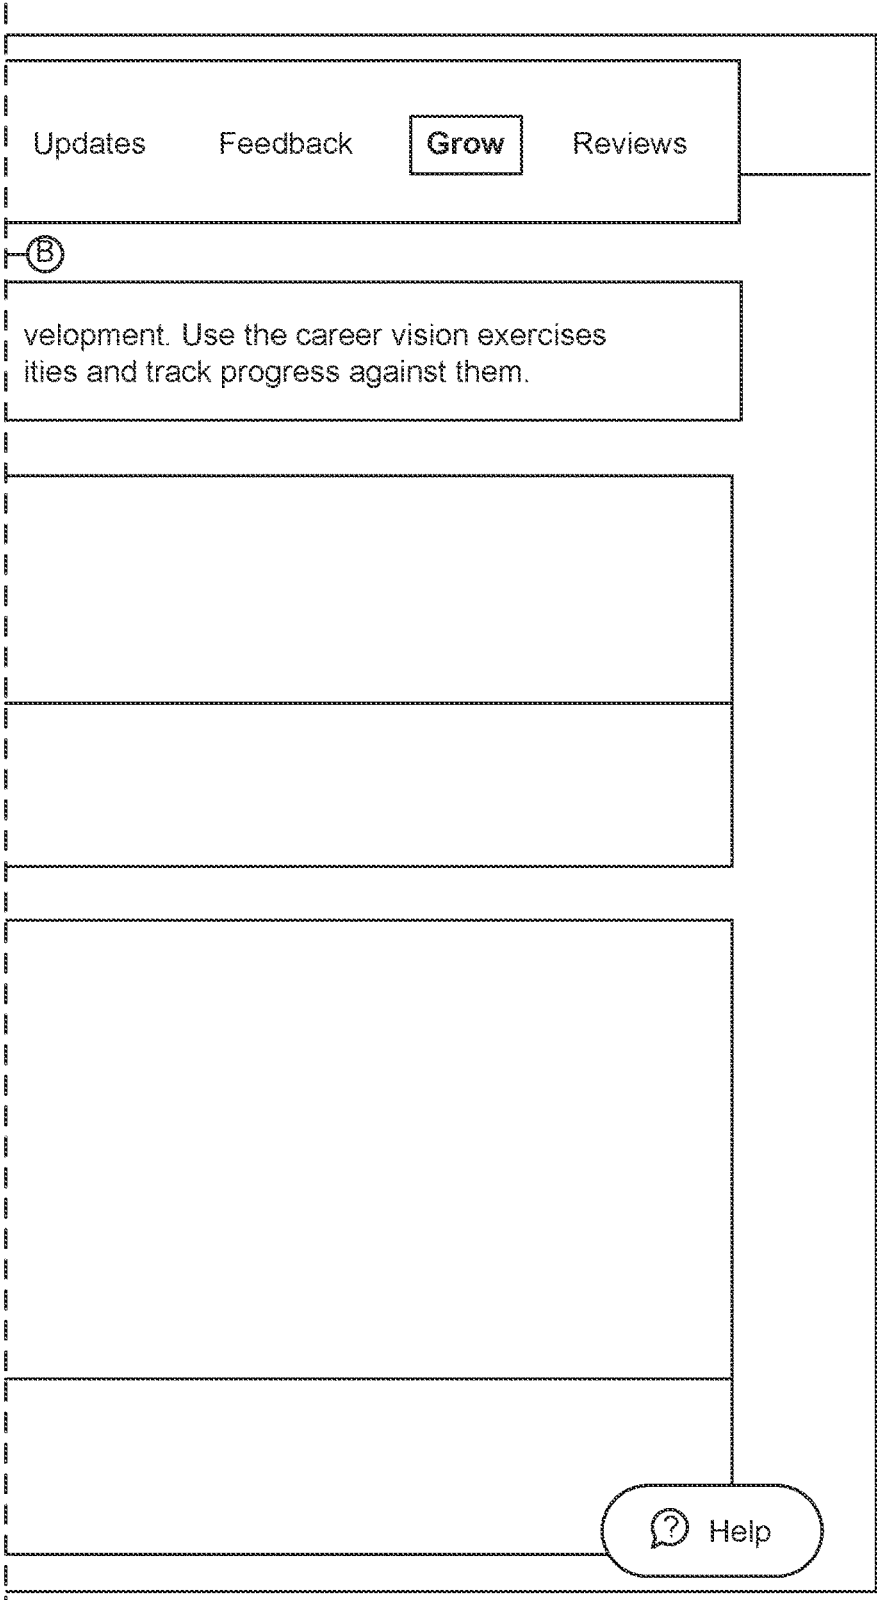 Updates Feedback Grow Reviews
B
velopment. Use the career vision exercises
ities and track progress against them.
? Help